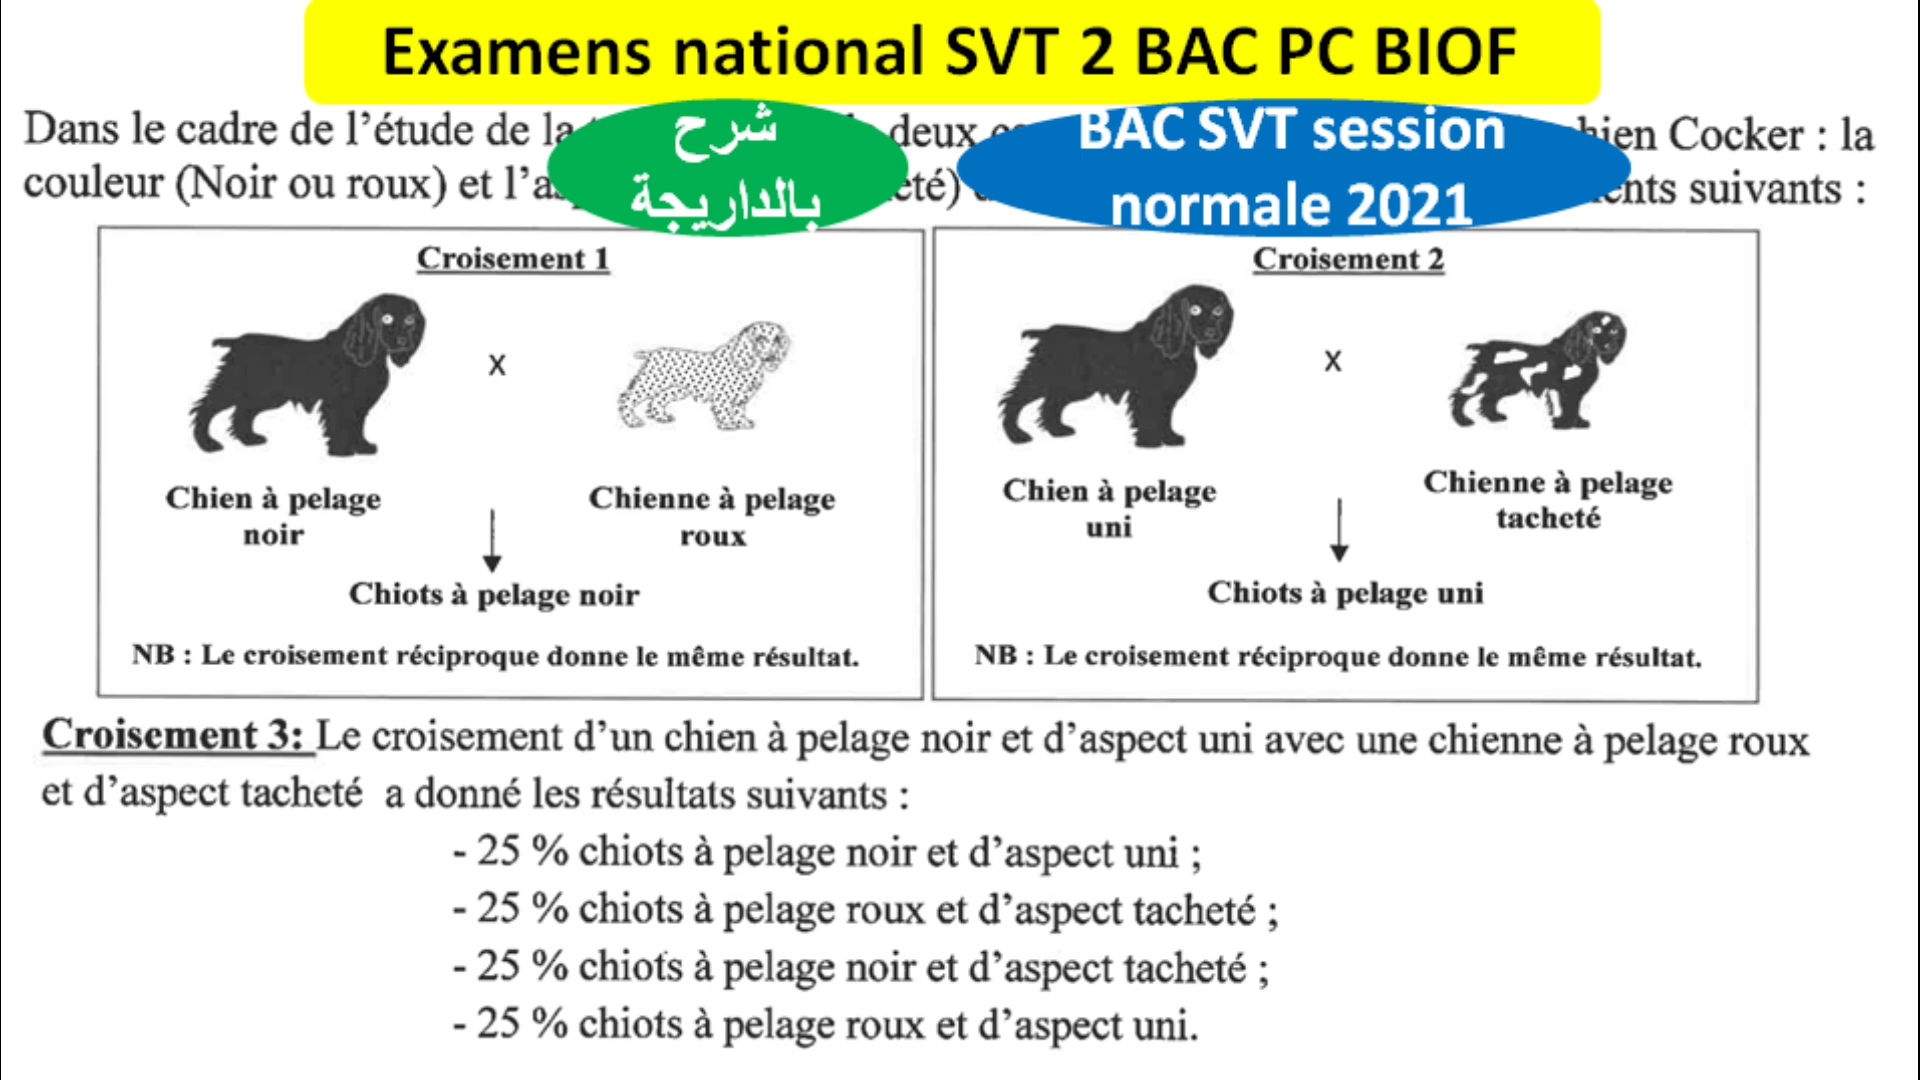 Examens national SVT 2 BAC PC BIOF
Dans le cadre de l'étude de la deux hien Cocker : la
شرح
بالداريجة
BAC SVT session
normale 2021
couleur (Noir ou roux) et l'a eté) ents suivants :
Croisement 1
x
Chien à pelage
noir
Chienne à pelage
roux
Chiots à pelage noir
NB : Le croisement réciproque donne le même résultat.
Croisement 2
x
Chien à pelage
uni
Chienne à pelage
tacheté
Chiots à pelage uni
NB : Le croisement réciproque donne le même résultat.
Croisement 3: Le croisement d'un chien à pelage noir et d'aspect uni avec une chienne à pelage roux
et d'aspect tacheté a donné les résultats suivants :
- 25 % chiots à pelage noir et d'aspect uni ;
- 25 % chiots à pelage roux et d'aspect tacheté ;
- 25 % chiots à pelage noir et d'aspect tacheté ;
- 25 % chiots à pelage roux et d'aspect uni.